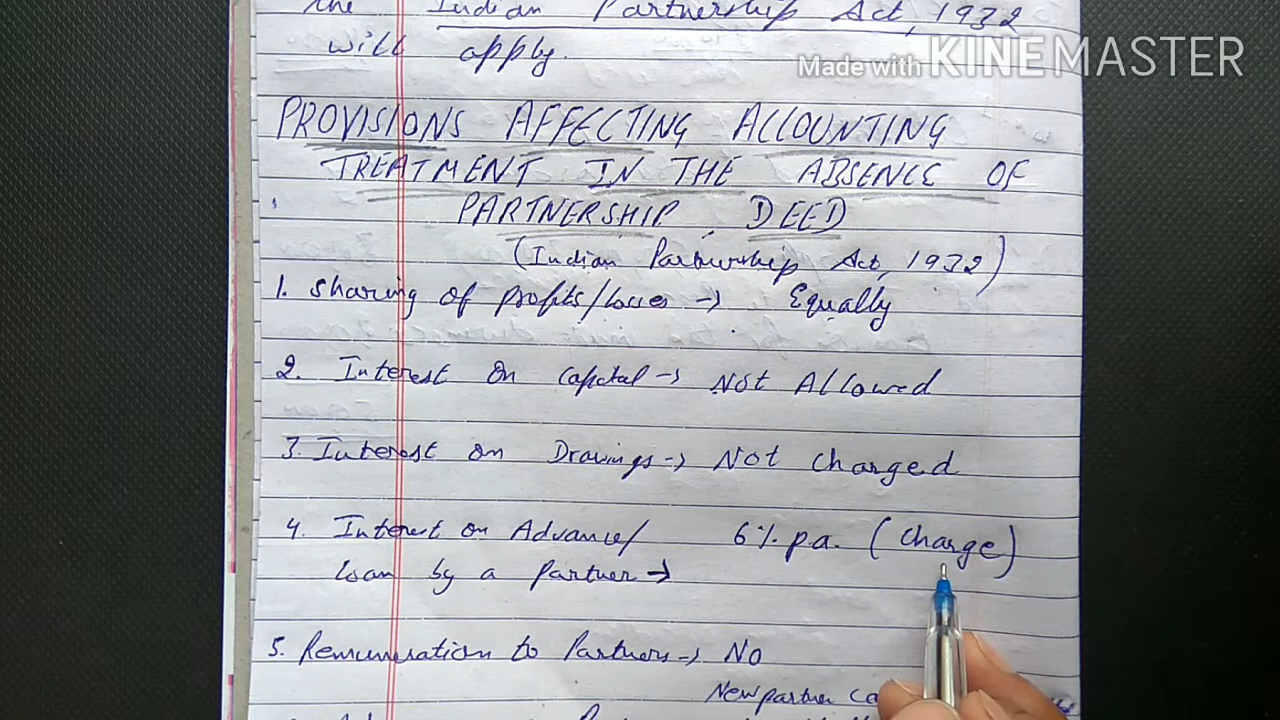 the Indian Partnership Act, 1932
will apply.
Made with KINEMASTER
PROVISIONS AFFECTING ACCOUNTING
TREATMENT IN THE ABSENCE OF
PARTNERSHIP DEED
(Indian Partnership Act, 1932)
1. Sharing of Profits/Losses → Equally
2. Interest on Capital → Not Allowed
3. Interest on Drawings → Not Charged
4. Interest on Advance/ 6% p.a. (Charge)
Loan by a Partner →
5. Remuneration to Partners → NO
New partner